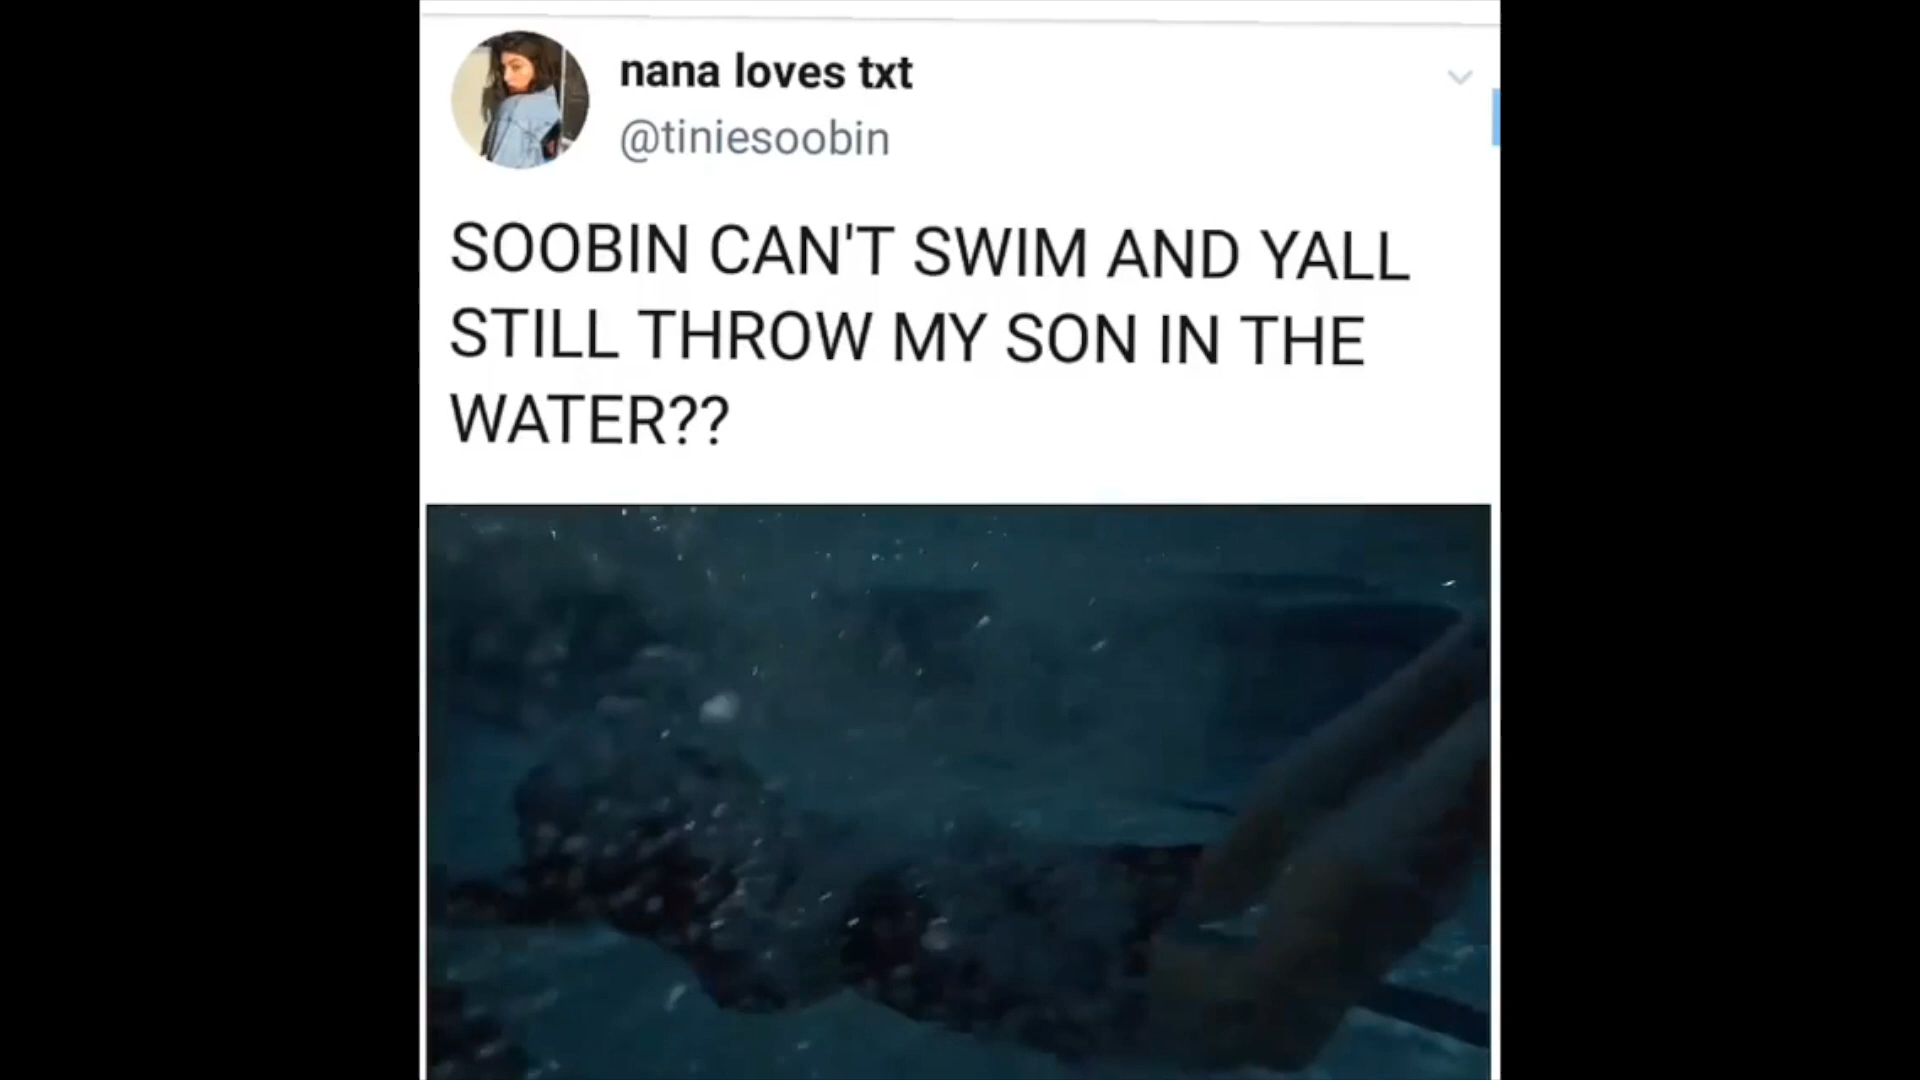 nana loves txt
@tiniesoobin
SOOBIN CAN'T SWIM AND YALL
STILL THROW MY SON IN THE
WATER??